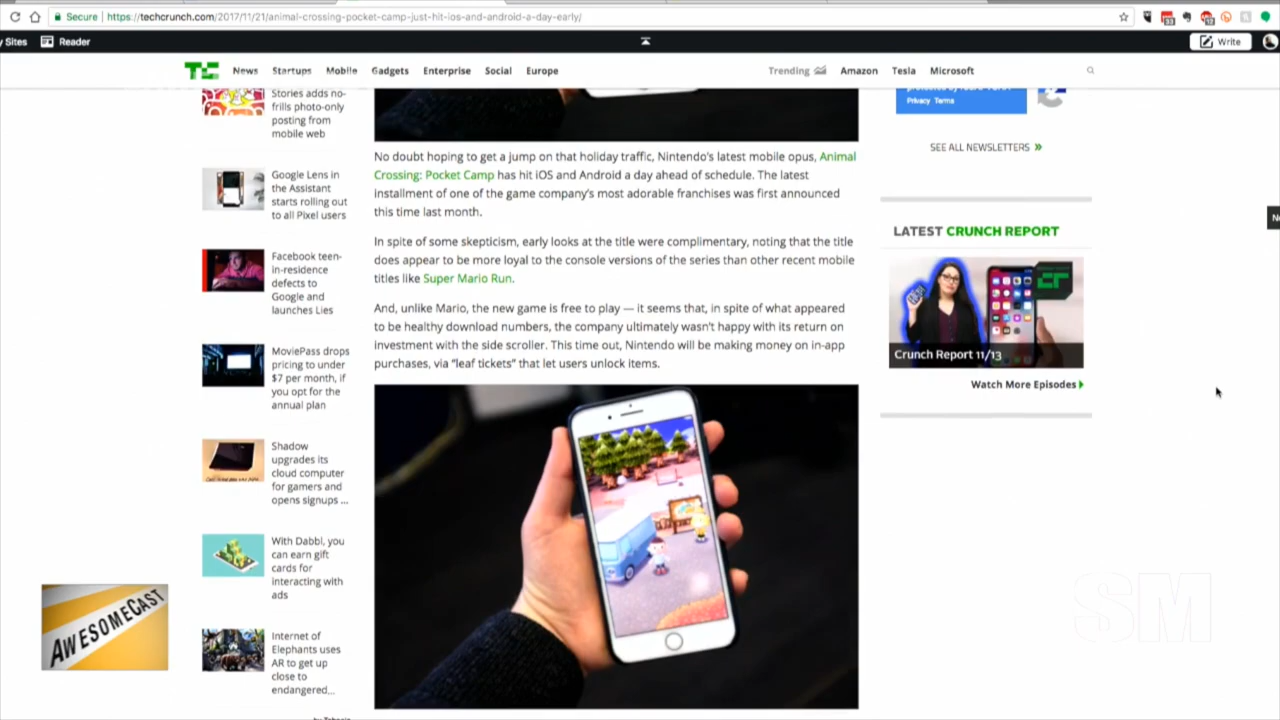 Secure | https://techcrunch.com/2017/11/21/animal-crossing-pocket-camp-just-hit-ios-and-android-a-day-early/
y Sites Reader Write
TC News Startups Mobile Gadgets Enterprise Social Europe Trending Amazon Tesla Microsoft
Stories adds no-
frills photo-only
posting from
mobile web
Google Lens in
the Assistant
starts rolling out
to all Pixel users
Facebook teen-
in-residence
defects to
Google and
launches Lies
MoviePass drops
pricing to under
$7 per month, if
you opt for the
annual plan
Shadow
upgrades its
cloud computer
for gamers and
opens signups ...
With Dabbl, you
can earn gift
cards for
interacting with
ads
Internet of
Elephants uses
AR to get up
close to
endangered...
No doubt hoping to get a jump on that holiday traffic, Nintendo's latest mobile opus, Animal
Crossing: Pocket Camp has hit iOS and Android a day ahead of schedule. The latest
installment of one of the game company's most adorable franchises was first announced
this time last month.
In spite of some skepticism, early looks at the title were complimentary, noting that the title
does appear to be more loyal to the console versions of the series than other recent mobile
titles like Super Mario Run.
And, unlike Mario, the new game is free to play — it seems that, in spite of what appeared
to be healthy download numbers, the company ultimately wasn't happy with its return on
investment with the side scroller. This time out, Nintendo will be making money on in-app
purchases, via "leaf tickets" that let users unlock items.
Privacy Terms
SEE ALL NEWSLETTERS »
LATEST CRUNCH REPORT
Crunch Report 11/13
Watch More Episodes
AWESOMECAST
SM